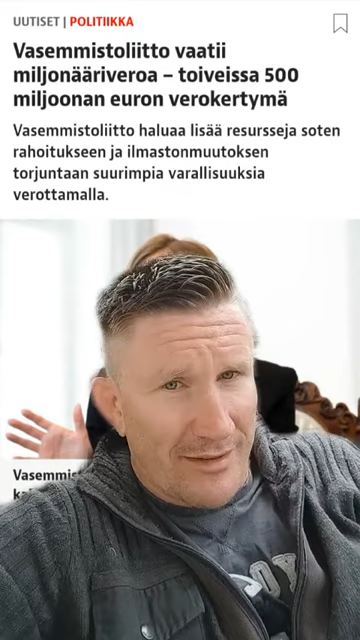 UUTISET | POLITIIKKA
Vasemmistoliitto vaatii
miljonääriveroa – toiveissa 500
miljoonan euron verokertymä
Vasemmistoliitto haluaa lisää resursseja soten
rahoitukseen ja ilmastonmuutoksen
torjuntaan suurimpia varallisuuksia
verottamalla.